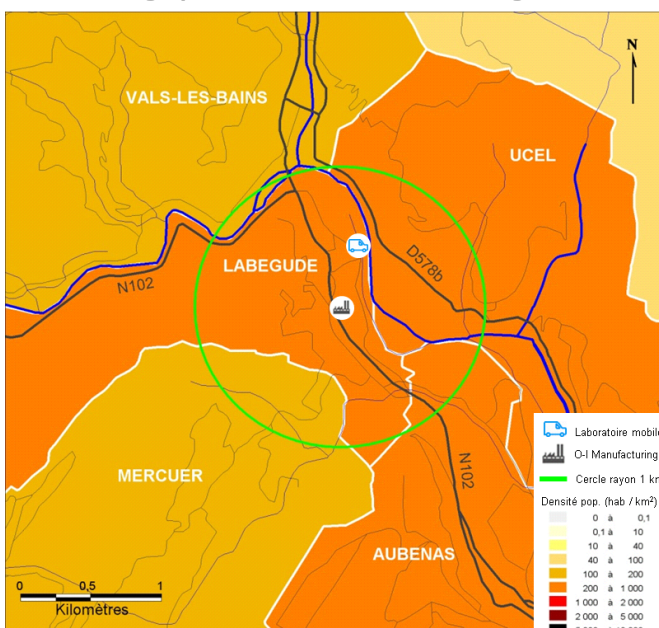 N
VALS-LES-BAINS
UCEL
D578b
LABEGUDE
N102
MERCUER
N102
AUBENAS
0 0,5 1
Kilomètres
Laboratoire mobile
O-I Manufacturing
Cercle rayon 1 km
Densité pop. (hab / km²)
0 à 0,1
0,1 à 10
10 à 40
40 à 100
100 à 200
200 à 1 000
1 000 à 2 000
2 000 à 5 000